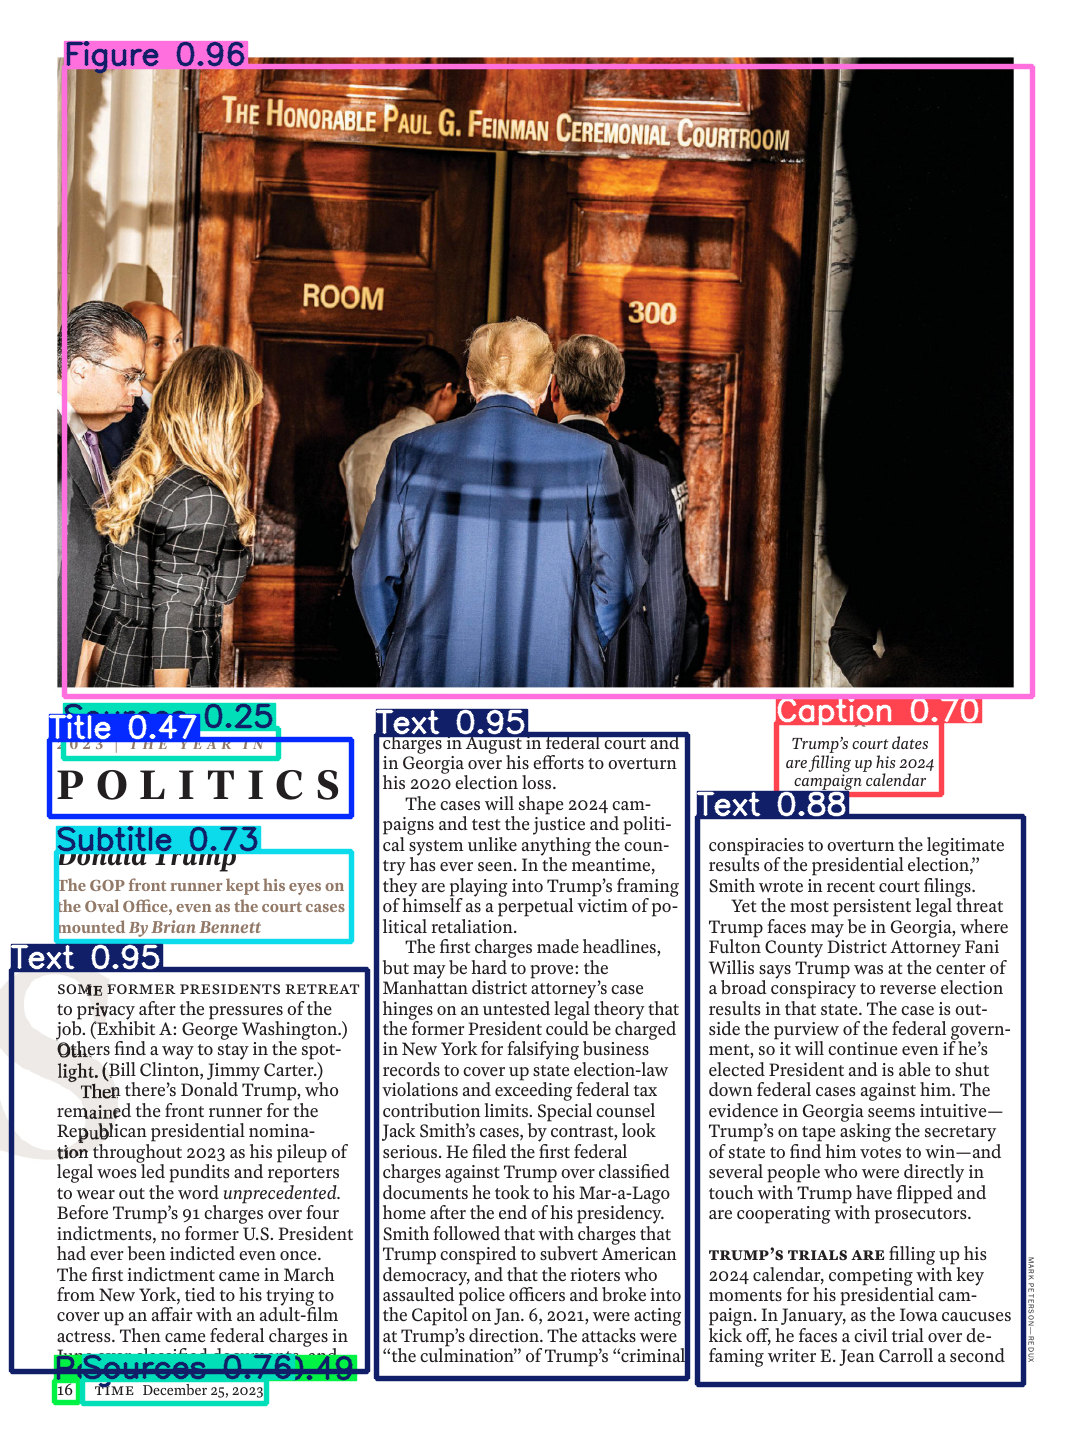 Figure 0.96
THE HONORABLE PAUL G. FEINMAN CEREMONIAL COURTROOM
ROOM
300
Sources 0.25
Title 0.47
2023 | THE YEAR IN
POLITICS
Subtitle 0.73
Donald Trump
The GOP front runner kept his eyes on
the Oval Office, even as the court cases
mounted By Brian Bennett
Text 0.95
SOME FORMER PRESIDENTS RETREAT
to privacy after the pressures of the
job. (Exhibit A: George Washington.)
Others find a way to stay in the spot-
light. (Bill Clinton, Jimmy Carter.)
Then there's Donald Trump, who
remained the front runner for the
Republican presidential nomina-
tion throughout 2023 as his pileup of
legal woes led pundits and reporters
to wear out the word unprecedented.
Before Trump's 91 charges over four
indictments, no former U.S. President
had ever been indicted even once.
The first indictment came in March
from New York, tied to his trying to
cover up an affair with an adult-film
actress. Then came federal charges in
June over classified documents, and
Text 0.95
charges in August in federal court and
in Georgia over his efforts to overturn
his 2020 election loss.
The cases will shape 2024 cam-
paigns and test the justice and politi-
cal system unlike anything the coun-
try has ever seen. In the meantime,
they are playing into Trump's framing
of himself as a perpetual victim of po-
litical retaliation.
The first charges made headlines,
but may be hard to prove: the
Manhattan district attorney's case
hinges on an untested legal theory that
the former President could be charged
in New York for falsifying business
records to cover up state election-law
violations and exceeding federal tax
contribution limits. Special counsel
Jack Smith's cases, by contrast, look
serious. He filed the first federal
charges against Trump over classified
documents he took to his Mar-a-Lago
home after the end of his presidency.
Smith followed that with charges that
Trump conspired to subvert American
democracy, and that the rioters who
assaulted police officers and broke into
the Capitol on Jan. 6, 2021, were acting
at Trump's direction. The attacks were
“the culmination” of Trump's “criminal
Caption 0.70
Trump's court dates
are filling up his 2024
campaign calendar
Text 0.88
conspiracies to overturn the legitimate
results of the presidential election,”
Smith wrote in recent court filings.
Yet the most persistent legal threat
Trump faces may be in Georgia, where
Fulton County District Attorney Fani
Willis says Trump was at the center of
a broad conspiracy to reverse election
results in that state. The case is out-
side the purview of the federal govern-
ment, so it will continue even if he's
elected President and is able to shut
down federal cases against him. The
evidence in Georgia seems intuitive—
Trump's on tape asking the secretary
of state to find him votes to win—and
several people who were directly in
touch with Trump have flipped and
are cooperating with prosecutors.
TRUMP'S TRIALS ARE filling up his
2024 calendar, competing with key
moments for his presidential cam-
paign. In January, as the Iowa caucuses
kick off, he faces a civil trial over de-
faming writer E. Jean Carroll a second
MARK PETERSON—REDUX
Sources 0.76
16 TIME December 25, 2023